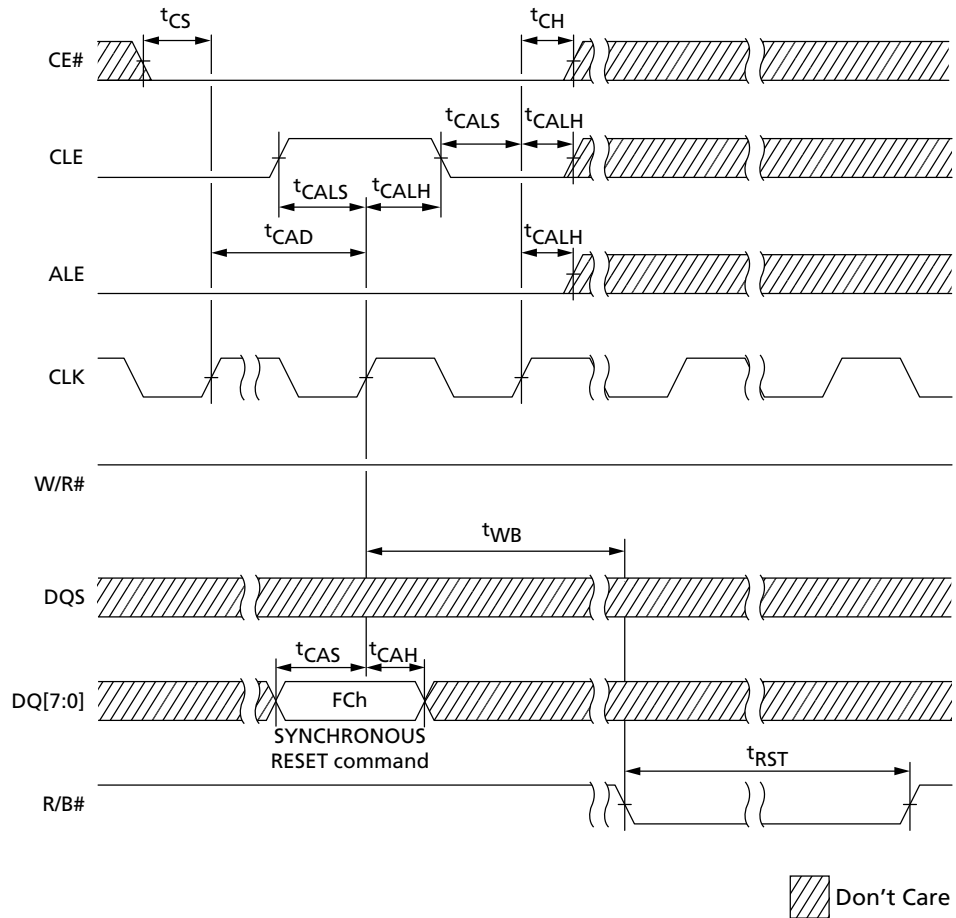 tCS
tCH
CE#
tCALS
tCALH
CLE
tCALS
tCALH
tCAD
tCALH
ALE
CLK
W/R#
tWB
DQS
tCAS
tCAH
DQ[7:0]
FCh
SYNCHRONOUS
RESET command
tRST
R/B#
Don't Care